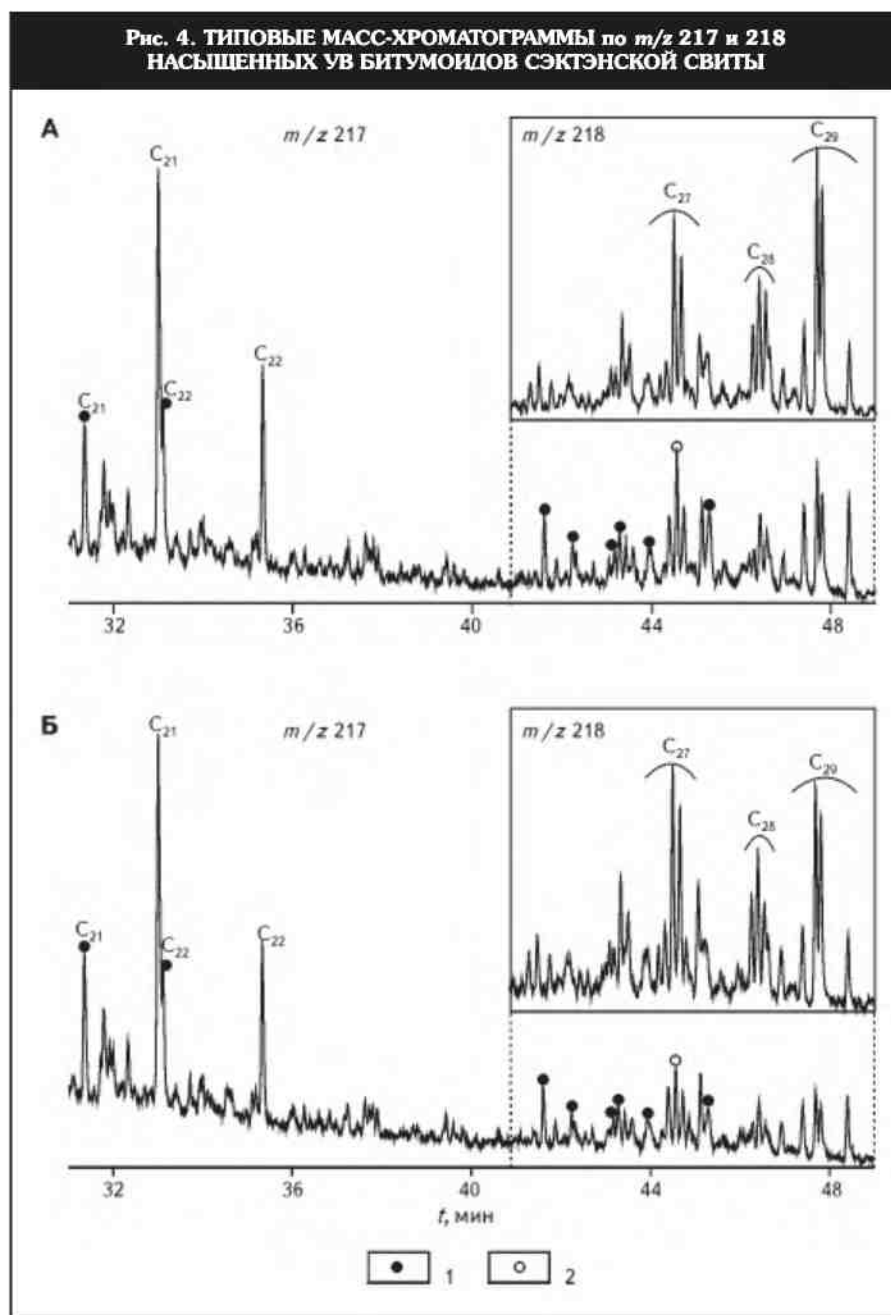 Рис. 4. ТИПОВЫЕ МАСС-ХРОМАТОГРАММЫ по m/z 217 и 218
НАСЫЩЕННЫХ УВ БИТУМОИДОВ СЭКТЭНСКОЙ СВИТЫ
А
m/z 217
m/z 218
C29
C21
C27
C28
C22
C22
C21
32
36
40
44
48
Б
m/z 217
m/z 218
C21
C27
C29
C28
C21
C22
C22
32
36
40
44
48
t, мин
1
2